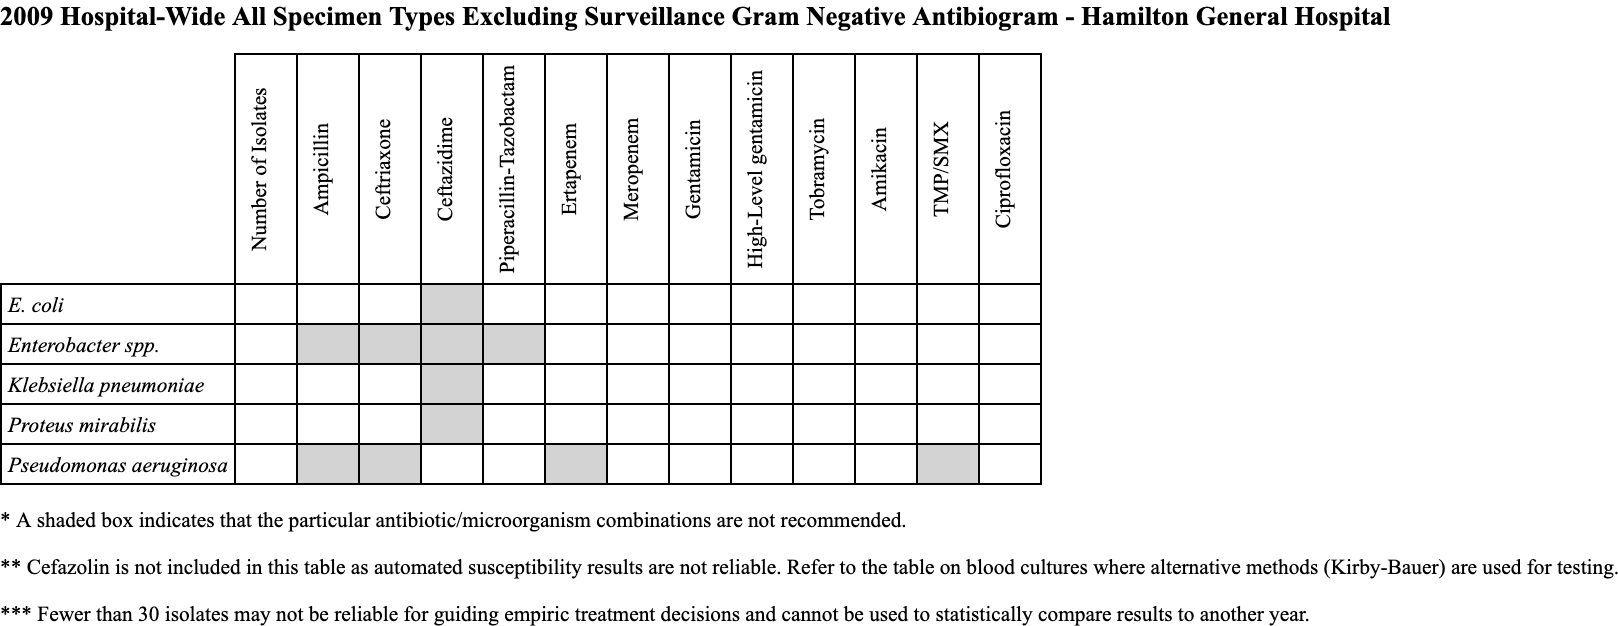 2009 Hospital-Wide All Specimen Types Excluding Surveillance Gram Negative Antibiogram - Hamilton General Hospital
Number of Isolates
Ampicillin
Ceftriaxone
Ceftazidime
Piperacillin-Tazobactam
Ertapenem
Meropenem
Gentamicin
High-Level gentamicin
Tobramycin
Amikacin
TMP/SMX
Ciprofloxacin
E. coli
Enterobacter spp.
Klebsiella pneumoniae
Proteus mirabilis
Pseudomonas aeruginosa
* A shaded box indicates that the particular antibiotic/microorganism combinations are not recommended.
** Cefazolin is not included in this table as automated susceptibility results are not reliable. Refer to the table on blood cultures where alternative methods (Kirby-Bauer) are used for testing.
*** Fewer than 30 isolates may not be reliable for guiding empiric treatment decisions and cannot be used to statistically compare results to another year.